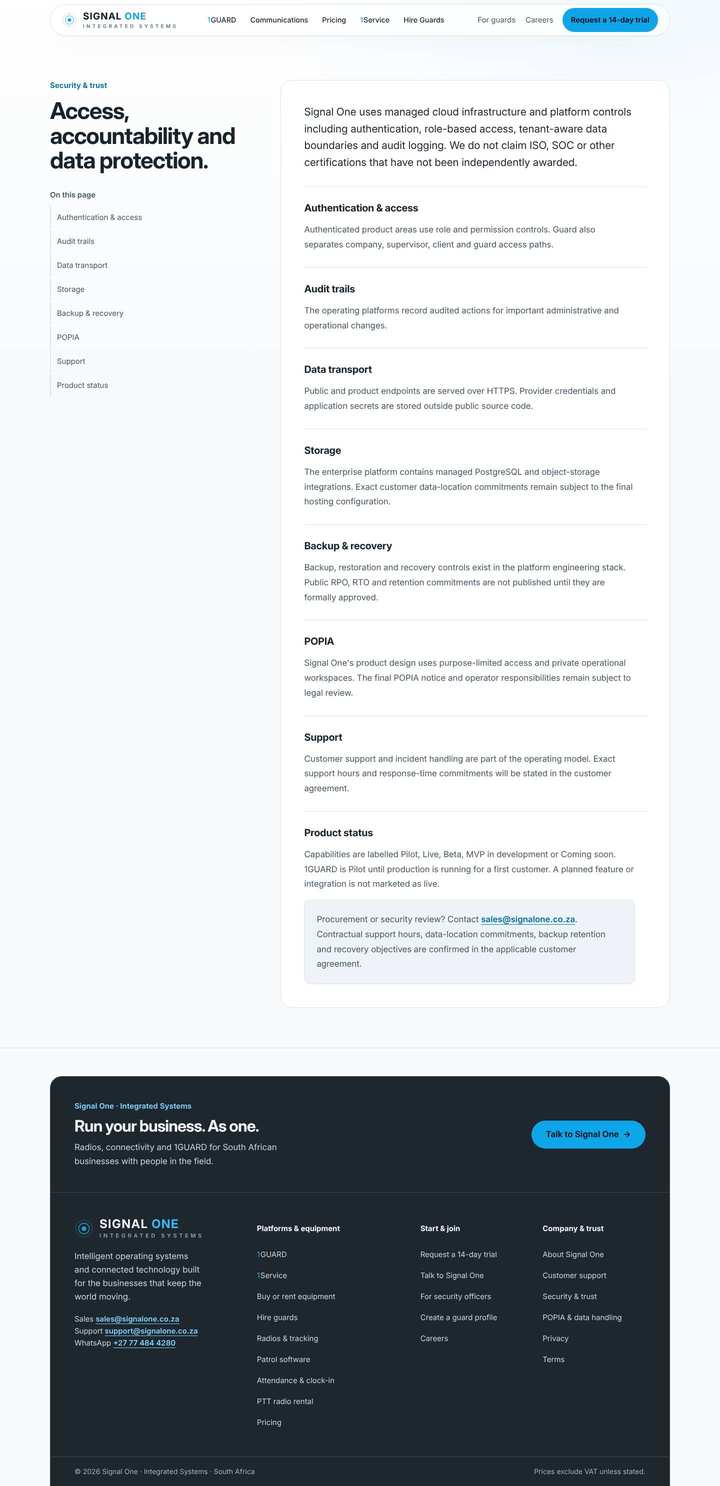 SIGNAL ONE
INTEGRATED SYSTEMS
1GUARD
Communications
Pricing
1Service
Hire Guards
For guards
Careers
Request a 14-day trial
Security & trust
Access,
accountability and
data protection.
On this page
Authentication & access
Audit trails
Data transport
Storage
Backup & recovery
POPIA
Support
Product status
Signal One uses managed cloud infrastructure and platform controls
including authentication, role-based access, tenant-aware data
boundaries and audit logging. We do not claim ISO, SOC or other
certifications that have not been independently awarded.
Authentication & access
Authenticated product areas use role and permission controls. Guard also
separates company, supervisor, client and guard access paths.
Audit trails
The operating platforms record audited actions for important administrative and
operational changes.
Data transport
Public and product endpoints are served over HTTPS. Provider credentials and
application secrets are stored outside public source code.
Storage
The enterprise platform contains managed PostgreSQL and object-storage
integrations. Exact customer data-location commitments remain subject to the final
hosting configuration.
Backup & recovery
Backup, restoration and recovery controls exist in the platform engineering stack.
Public RPO, RTO and retention commitments are not published until they are
formally approved.
POPIA
Signal One's product design uses purpose-limited access and private operational
workspaces. The final POPIA notice and operator responsibilities remain subject to
legal review.
Support
Customer support and incident handling are part of the operating model. Exact
support hours and response-time commitments will be stated in the customer
agreement.
Product status
Capabilities are labelled Pilot, Live, Beta, MVP in development or Coming soon.
1GUARD is Pilot until production is running for a first customer. A planned feature or
integration is not marketed as live.
Procurement or security review? Contact sales@signalone.co.za.
Contractual support hours, data-location commitments, backup retention
and recovery objectives are confirmed in the applicable customer
agreement.
Signal One · Integrated Systems
Run your business. As one.
Radios, connectivity and 1GUARD for South African
businesses with people in the field.
Talk to Signal One →
SIGNAL ONE
INTEGRATED SYSTEMS
Intelligent operating systems
and connected technology built
for the businesses that keep the
world moving.
Sales sales@signalone.co.za
Support support@signalone.co.za
WhatsApp +27 77 484 4280
Platforms & equipment
1GUARD
1Service
Buy or rent equipment
Hire guards
Radios & tracking
Patrol software
Attendance & clock-in
PTT radio rental
Pricing
Start & join
Request a 14-day trial
Talk to Signal One
For security officers
Create a guard profile
Careers
Company & trust
About Signal One
Customer support
Security & trust
POPIA & data handling
Privacy
Terms
© 2026 Signal One · Integrated Systems · South Africa
Prices exclude VAT unless stated.